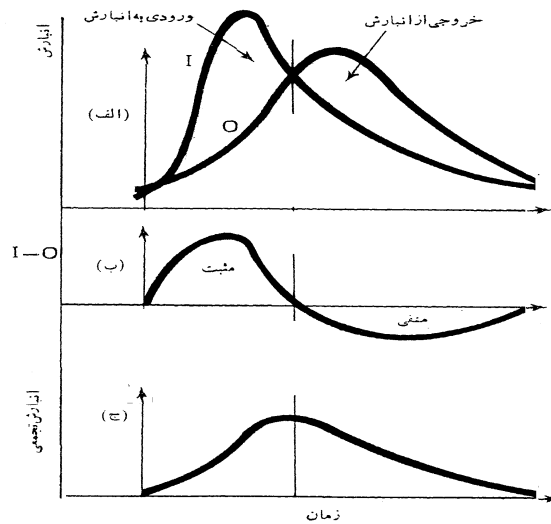 ورودی به انبارش
خروجی از انبارش
انبارش
I
(الف)
O
I — O
(ب)
مثبت
منفی
انبارش تجمعی
(ج)
زمان